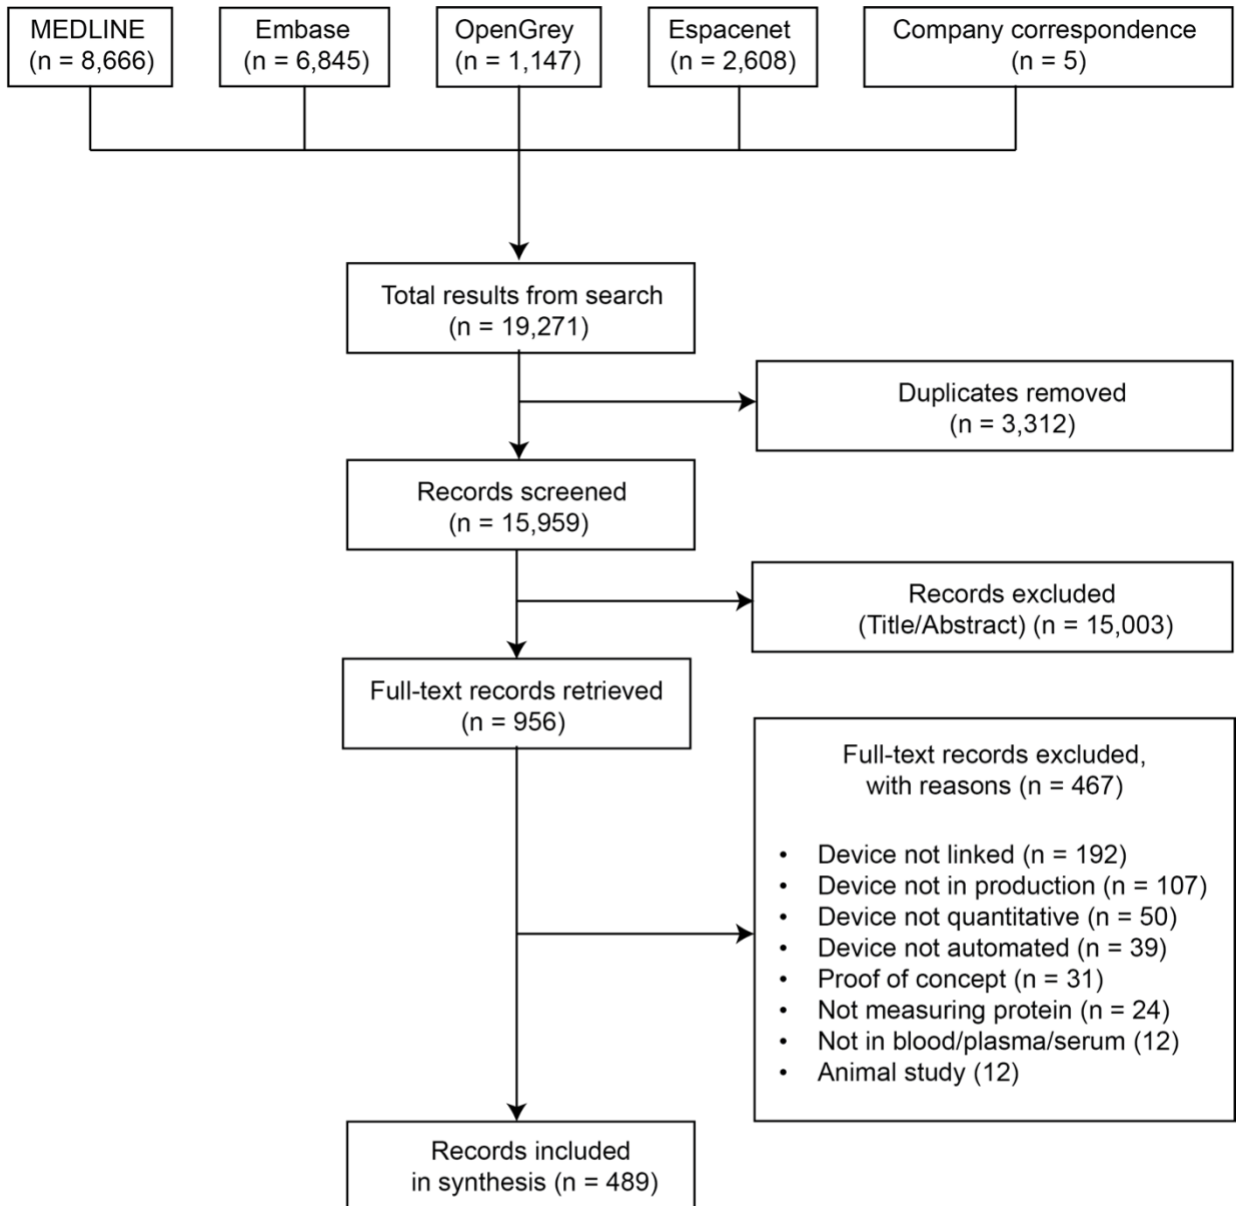 MEDLINE
(n = 8,666)
Embase
(n = 6,845)
OpenGrey
(n = 1,147)
Espacenet
(n = 2,608)
Company correspondence
(n = 5)
Total results from search
(n = 19,271)
Duplicates removed
(n = 3,312)
Records screened
(n = 15,959)
Records excluded
(Title/Abstract) (n = 15,003)
Full-text records retrieved
(n = 956)
Full-text records excluded,
with reasons (n = 467)
• Device not linked (n = 192)
• Device not in production (n = 107)
• Device not quantitative (n = 50)
• Device not automated (n = 39)
• Proof of concept (n = 31)
• Not measuring protein (n = 24)
• Not in blood/plasma/serum (12)
• Animal study (12)
Records included
in synthesis (n = 489)